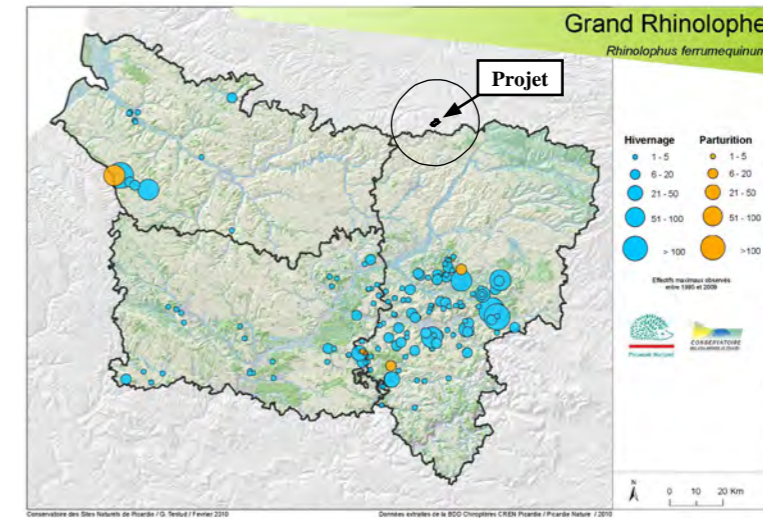 Grand Rhinolophe
Rhinolophus ferrumequinum
Projet
Hivernage Parturition
1 - 5 1 - 5
6 - 20 6 - 20
21 - 50 21 - 50
51 - 100 51 - 100
> 100 >100
Effectifs maximaux observés
entre 1980 et 2009
PICARDIE NATURE
CONSERVATOIRE
N
0 10 20 Km
Conservatoire des Sites Naturels de Picardie / G. Testud / Fevrier 2010
Données extraites de la BDD Chiroptères CREN Picardie / Picardie Nature / 2010